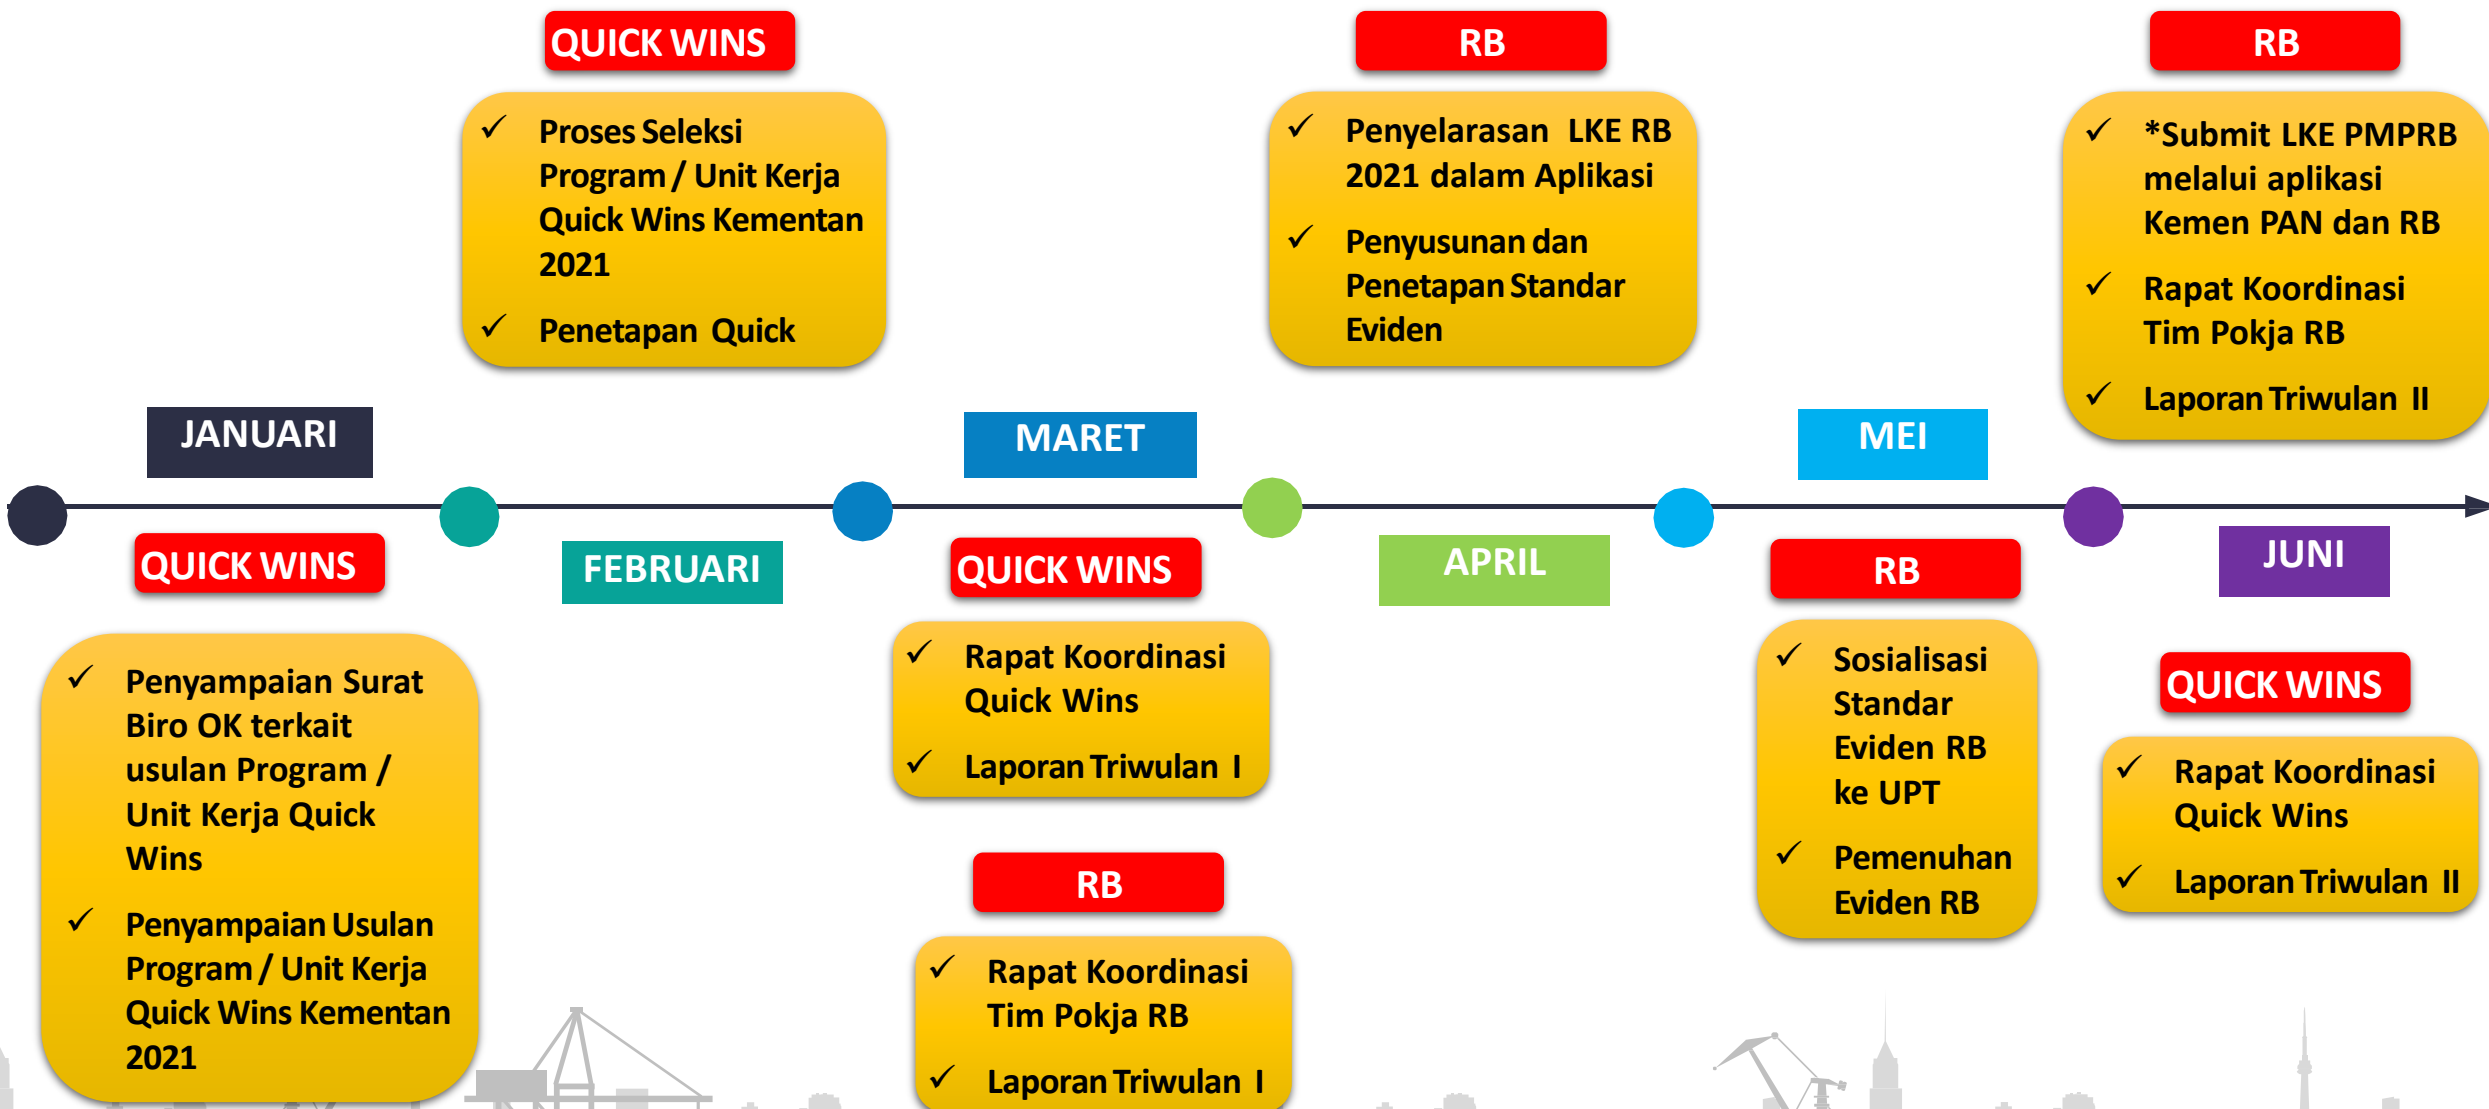 QUICK WINS
✓ Proses Seleksi
Program / Unit Kerja
Quick Wins Kementan
2021
✓ Penetapan Quick
RB
✓ Penyelarasan LKE RB
2021 dalam Aplikasi
✓ Penyusunan dan
Penetapan Standar
Eviden
RB
✓ *Submit LKE PMPRB
melalui aplikasi
Kemen PAN dan RB
✓ Rapat Koordinasi
Tim Pokja RB
✓ Laporan Triwulan II
JANUARI
MARET
MEI
FEBRUARI
APRIL
JUNI
QUICK WINS
✓ Penyampaian Surat
Biro OK terkait
usulan Program /
Unit Kerja Quick
Wins
✓ Penyampaian Usulan
Program / Unit Kerja
Quick Wins Kementan
2021
QUICK WINS
✓ Rapat Koordinasi
Quick Wins
✓ Laporan Triwulan I
RB
✓ Rapat Koordinasi
Tim Pokja RB
✓ Laporan Triwulan I
RB
✓ Sosialisasi
Standar
Eviden RB
ke UPT
✓ Pemenuhan
Eviden RB
QUICK WINS
✓ Rapat Koordinasi
Quick Wins
✓ Laporan Triwulan II